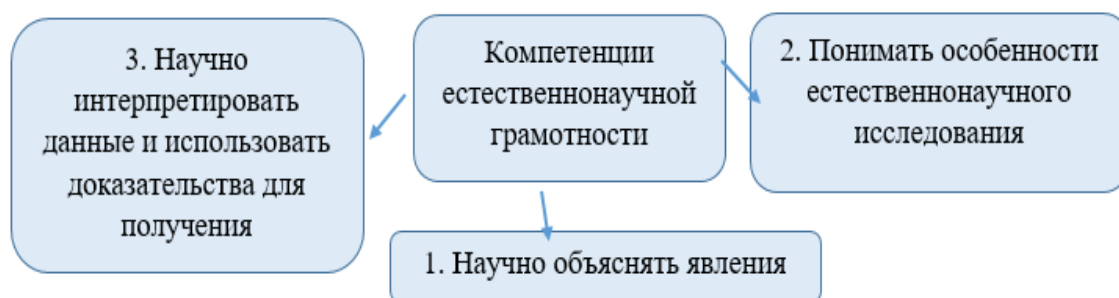 Компетенции
естественнонаучной
грамотности
1. Научно объяснять явления
2. Понимать особенности
естественнонаучного
исследования
3. Научно
интерпретировать
данные и использовать
доказательства для
получения